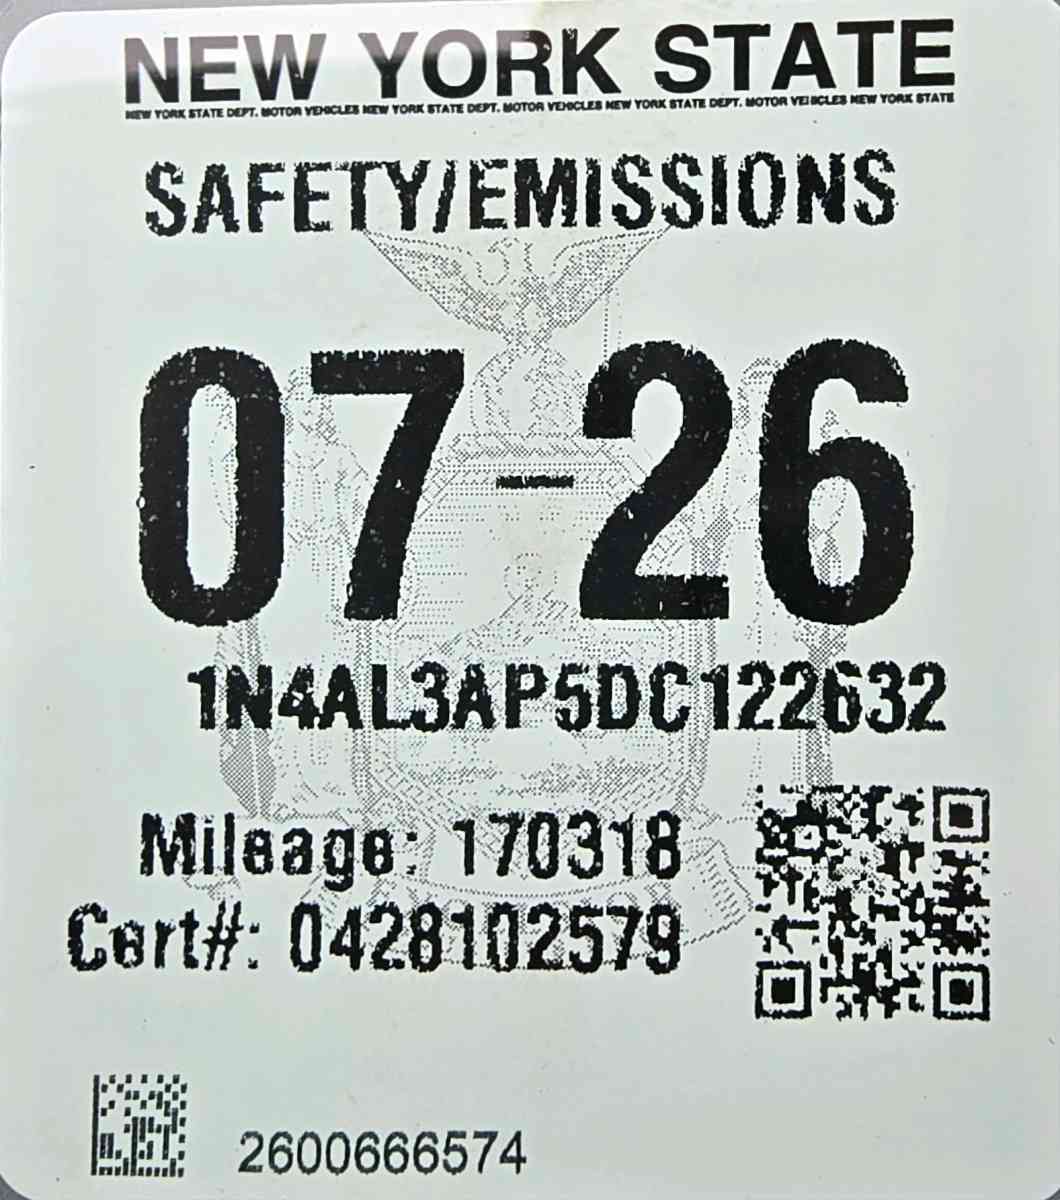 NEW YORK STATE
NEW YORK STATE DEPT. MOTOR VEHICLES NEW YORK STATE DEPT. MOTOR VEHICLES NEW YORK STATE DEPT. MOTOR VEHICLES NEW YORK STATE
SAFETY/EMISSIONS
07-26
1N4AL3AP5DC122632
Mileage: 170318
Cert#: 0428102579
2600666574